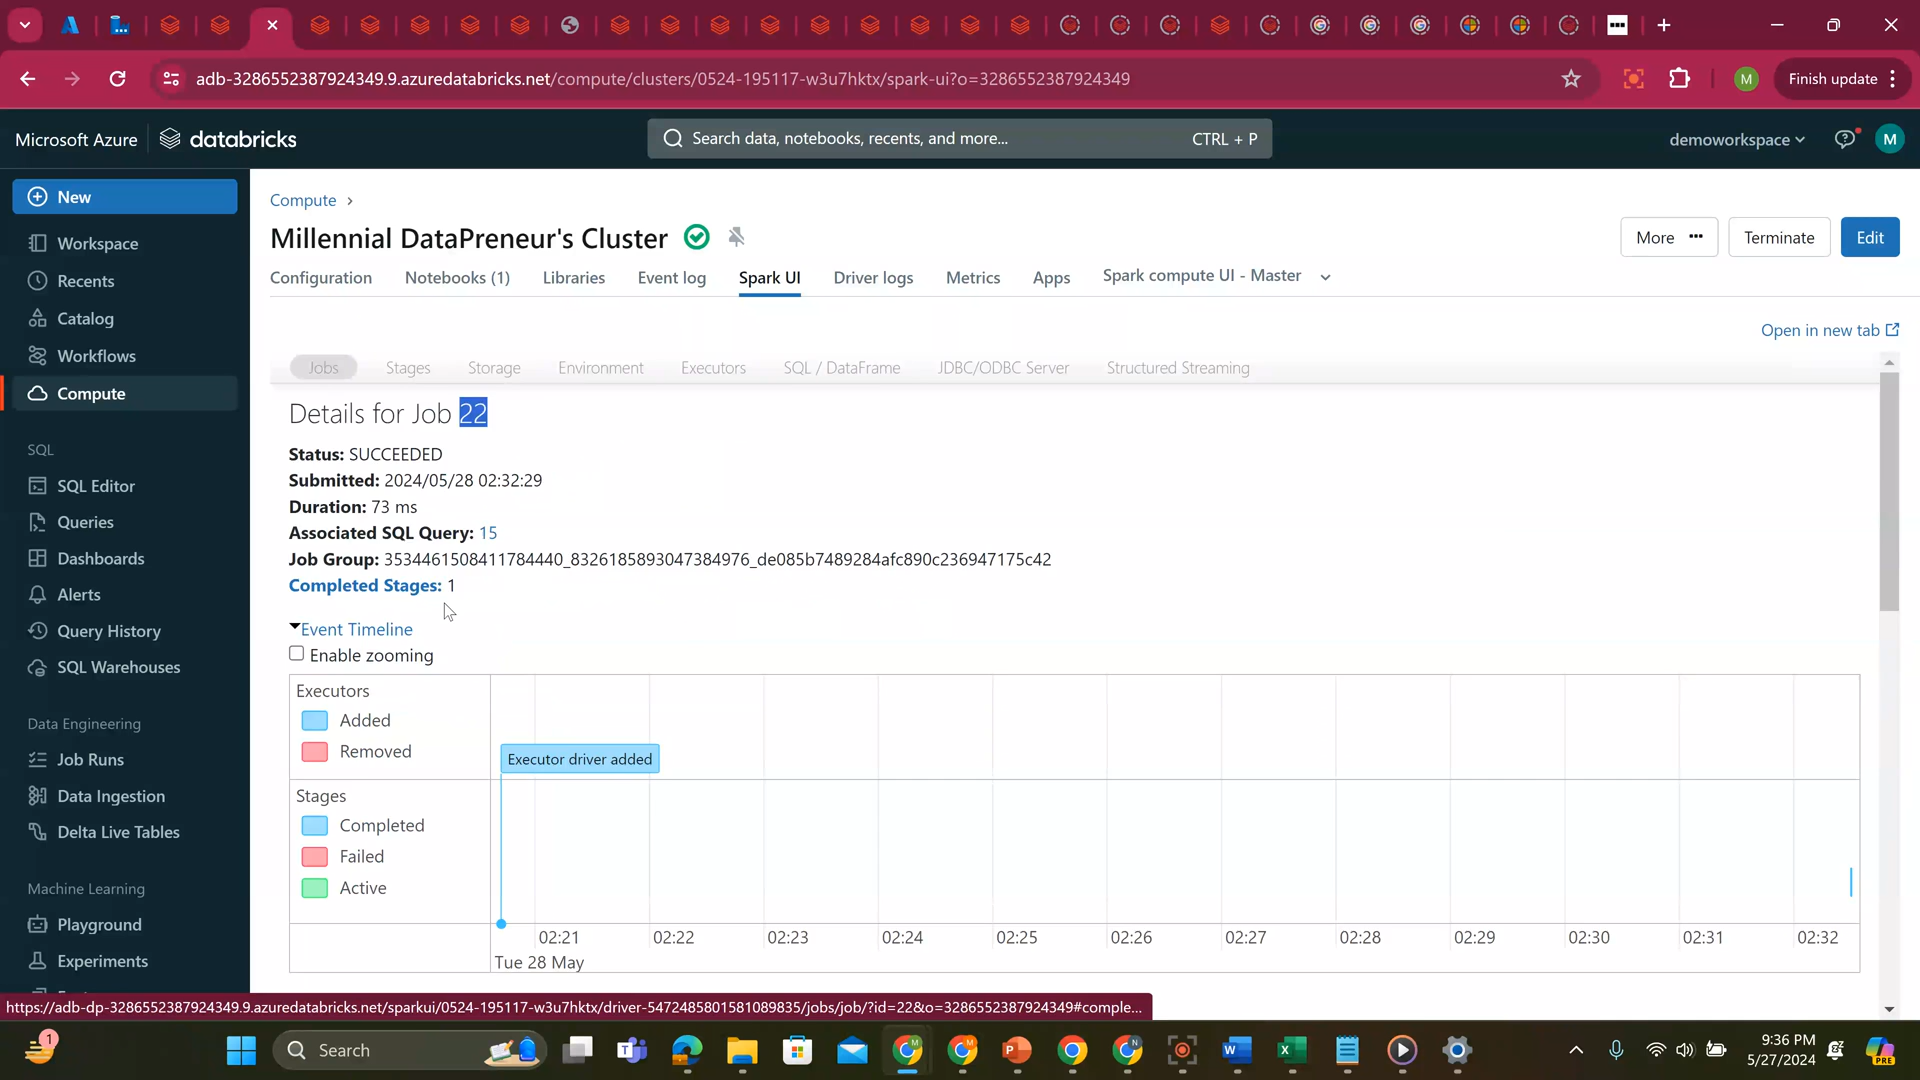 adb-3286552387924349.9.azuredatabricks.net/compute/clusters/0524-195117-w3u7hktx/spark-ui?o=3286552387924349
M
Finish update
Microsoft Azure
databricks
Search data, notebooks, recents, and more...
CTRL + P
demoworkspace
M
New
Workspace
Recents
Catalog
Workflows
Compute
SQL
SQL Editor
Queries
Dashboards
Alerts
Query History
SQL Warehouses
Data Engineering
Job Runs
Data Ingestion
Delta Live Tables
Machine Learning
Playground
Experiments
Compute >
Millennial DataPreneur's Cluster
More
Terminate
Edit
Configuration
Notebooks (1)
Libraries
Event log
Spark UI
Driver logs
Metrics
Apps
Spark compute UI - Master
Open in new tab
Jobs
Stages
Storage
Environment
Executors
SQL / DataFrame
JDBC/ODBC Server
Structured Streaming
Details for Job 22
Status: SUCCEEDED
Submitted: 2024/05/28 02:32:29
Duration: 73 ms
Associated SQL Query: 15
Job Group: 3534461508411784440_8326185893047384976_de085b7489284afc890c236947175c42
Completed Stages: 1
Event Timeline
Enable zooming
Executors
Added
Removed
Executor driver added
Stages
Completed
Failed
Active
02:21 02:22 02:23 02:24 02:25 02:26 02:27 02:28 02:29 02:30 02:31 02:32
Tue 28 May
https://adb-dp-3286552387924349.9.azuredatabricks.net/sparkui/0524-195117-w3u7hktx/driver-5472485801581089835/jobs/job/?id=22&o=3286552387924349#comple...
1
Search
9:36 PM
5/27/2024